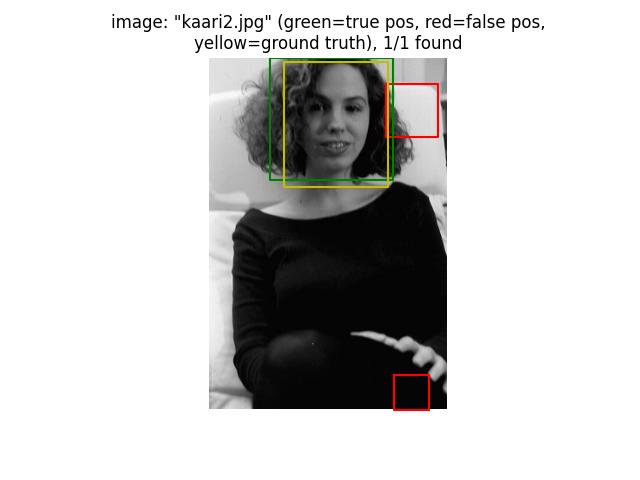 image: "kaari2.jpg" (green=true pos, red=false pos,
yellow=ground truth), 1/1 found